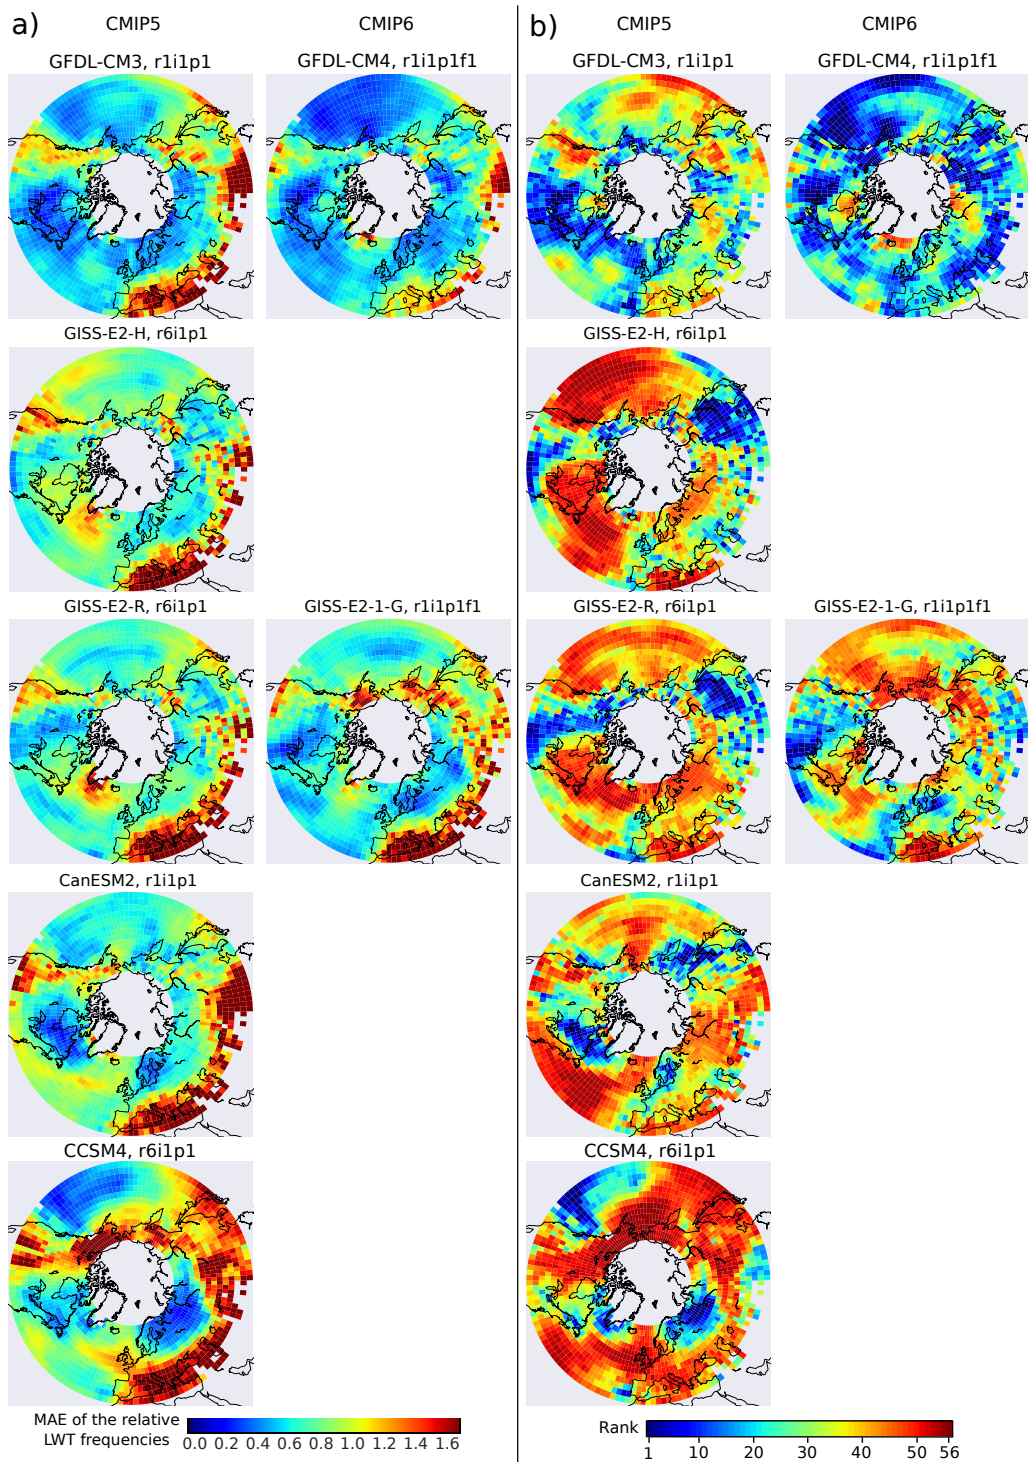 a)
CMIP5
CMIP6
b)
CMIP5
CMIP6
GFDL-CM3, r1i1p1
GFDL-CM4, r1i1p1f1
GFDL-CM3, r1i1p1
GFDL-CM4, r1i1p1f1
GISS-E2-H, r6i1p1
GISS-E2-H, r6i1p1
GISS-E2-R, r6i1p1
GISS-E2-1-G, r1i1p1f1
GISS-E2-R, r6i1p1
GISS-E2-1-G, r1i1p1f1
CanESM2, r1i1p1
CanESM2, r1i1p1
CCSM4, r6i1p1
CCSM4, r6i1p1
MAE of the relative
LWT frequencies
0.0 0.2 0.4 0.6 0.8 1.0 1.2 1.4 1.6
Rank
1 10 20 30 40 50 56